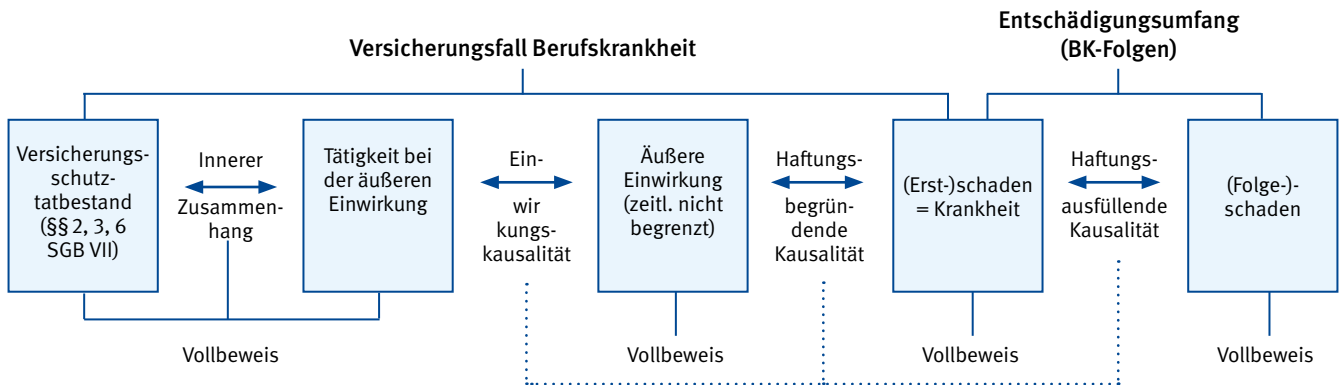 Versicherungsfall Berufskrankheit
Entschädigungsumfang
(BK-Folgen)
Versicherungs-
schutz-
tatbestand
(§§ 2, 3, 6
SGB VII)
Innerer
Zusammen-
hang
Tätigkeit bei
der äußeren
Einwirkung
Ein-
wir
kungs-
kausalität
Äußere
Einwirkung
(zeitl. nicht
begrenzt)
Haftungs-
begrün-
dende
Kausalität
(Erst-)schaden
= Krankheit
Haftungs-
ausfüllende
Kausalität
(Folge-)-
schaden
Vollbeweis
Vollbeweis
Vollbeweis
Vollbeweis